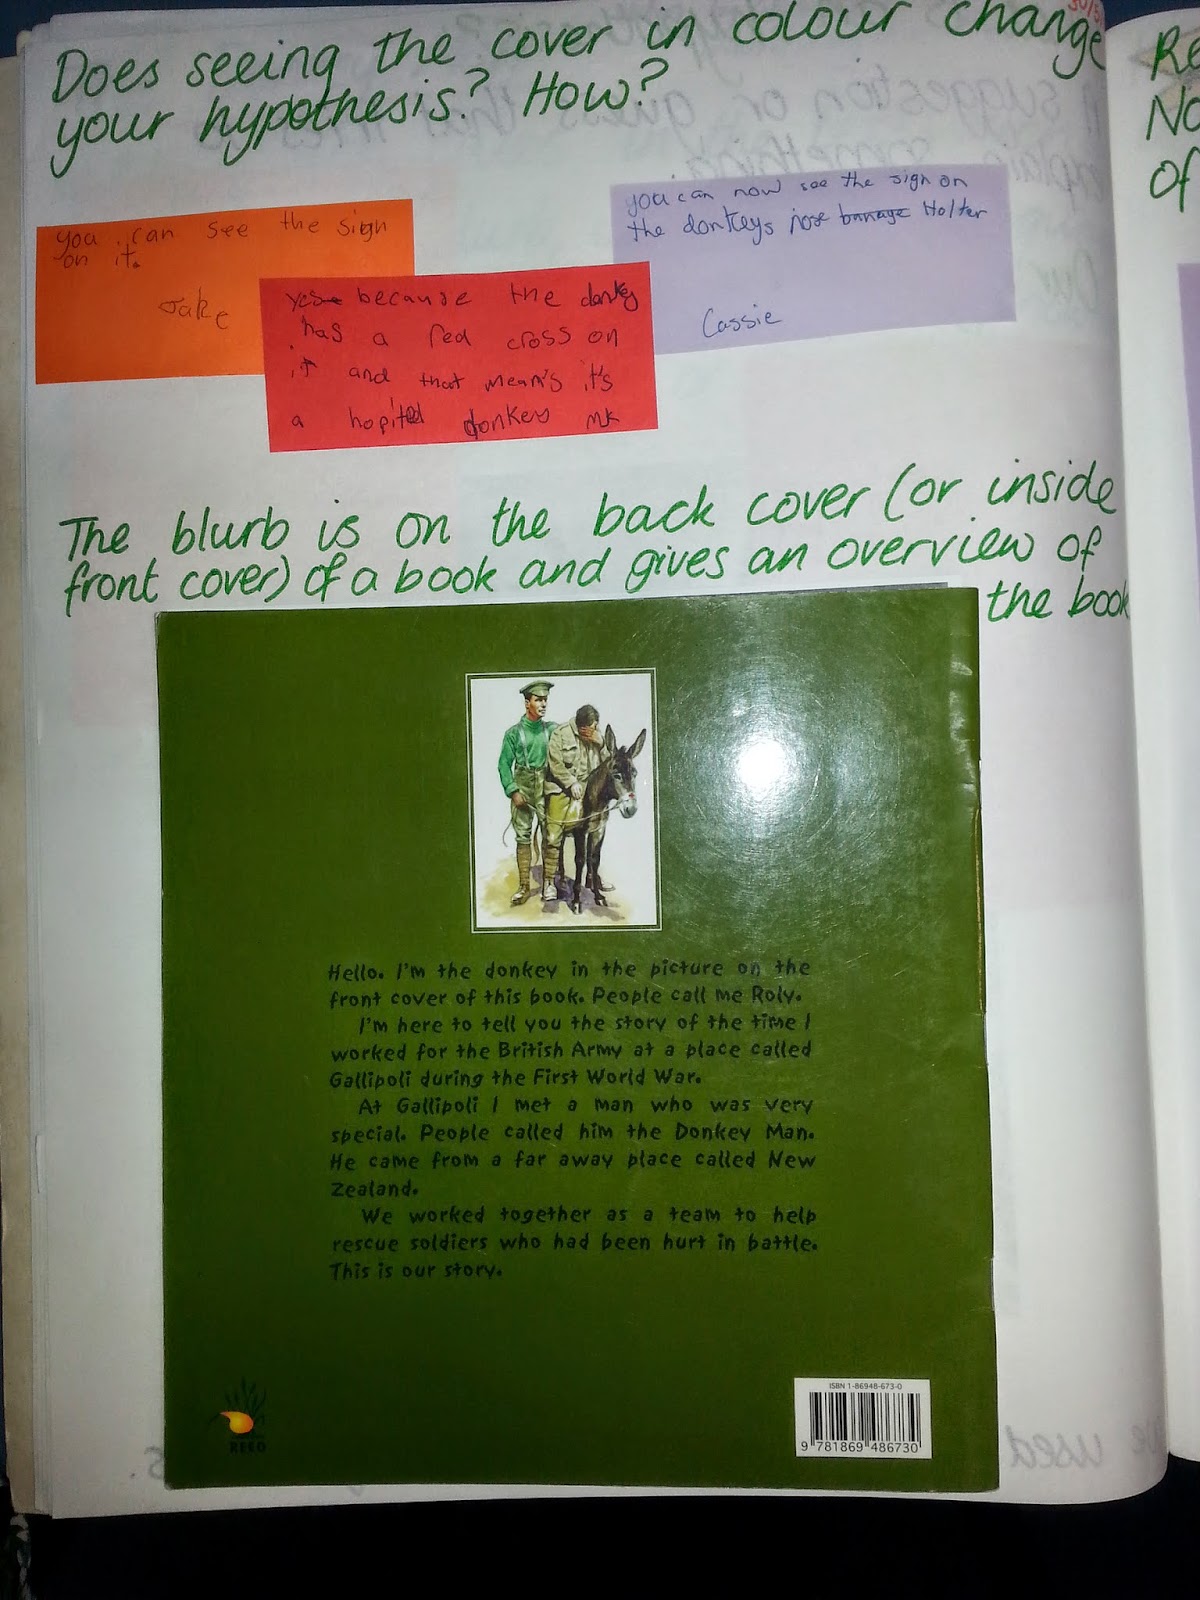 Does seeing the cover in colour change
your hypothesis? How?
you can see the sign
on it.
Jake
yes because the donkey
has a red cross on
it and that mean's it's
a hopited donkey MK
you can now see the sign on
the donkeys nose banage Holter
Cassie
The blurb is on the back cover (or inside
front cover) of a book and gives an overview of
the book
Hello. I'm the donkey in the picture on the
front cover of this book. People call me Roly.
I'm here to tell you the story of the time I
worked for the British Army at a place called
Gallipoli during the First World War.
At Gallipoli I met a man who was very
special. People called him the Donkey Man.
He came from a far away place called New
Zealand.
We worked together as a team to help
rescue soldiers who had been hurt in battle.
This is our story.
REED
ISBN 1-86948-673-0
9 781869 486730
Re
No
of